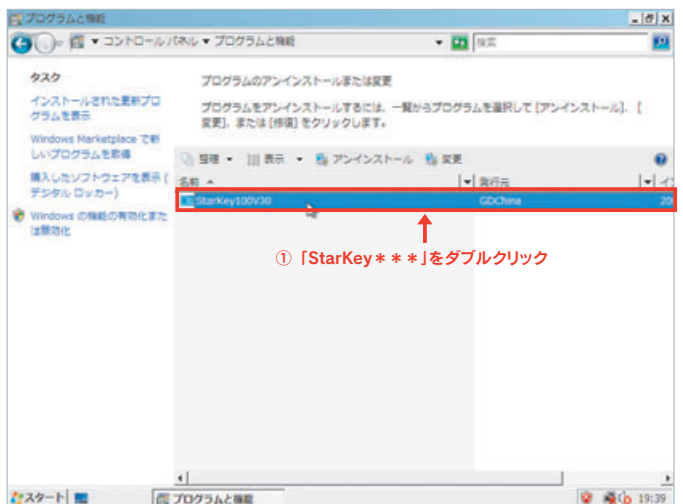 プログラムと機能
▼ コントロール パネル ▼ プログラムと機能
検索
タスク
インストールされた更新プロ
グラムを表示
Windows Marketplace で新
しいプログラムを取得
購入したソフトウェアを表示 (
デジタル ロッカー)
Windows の機能の有効化また
は無効化
プログラムのアンインストールまたは変更
プログラムをアンインストールするには、一覧からプログラムを選択して [アンインストール]、[
変更]、または [修復] をクリックします。
整理 ▼ 表示 ▼ アンインストール 変更
名前 発行元 イン
StarKey100V30 GDChina 200
① 「StarKey＊＊＊」をダブルクリック
スタート プログラムと機能 19:39